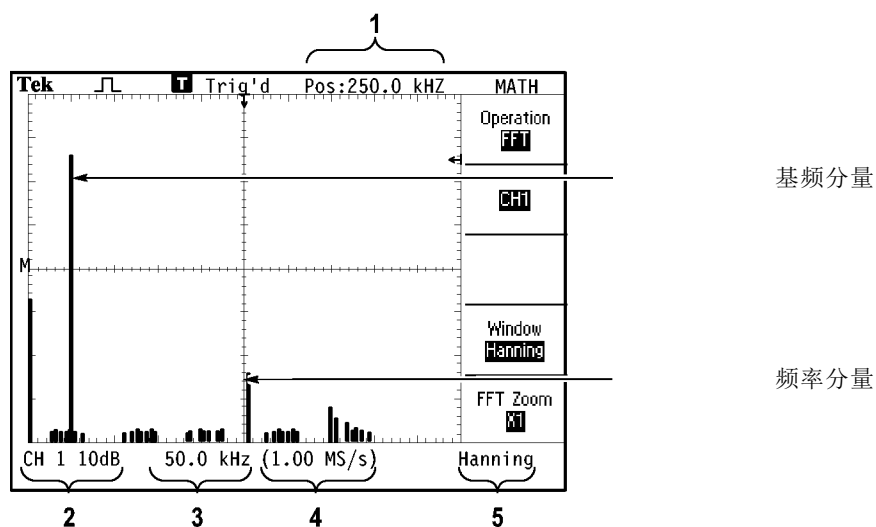 1
Tek T Trig'd Pos:250.0 kHZ MATH
Operation
FFT
基频分量
CH1
M
Window
Hanning
频率分量
FFT Zoom
X1
CH 1 10dB 50.0 kHz (1.00 MS/s) Hanning
2 3 4 5